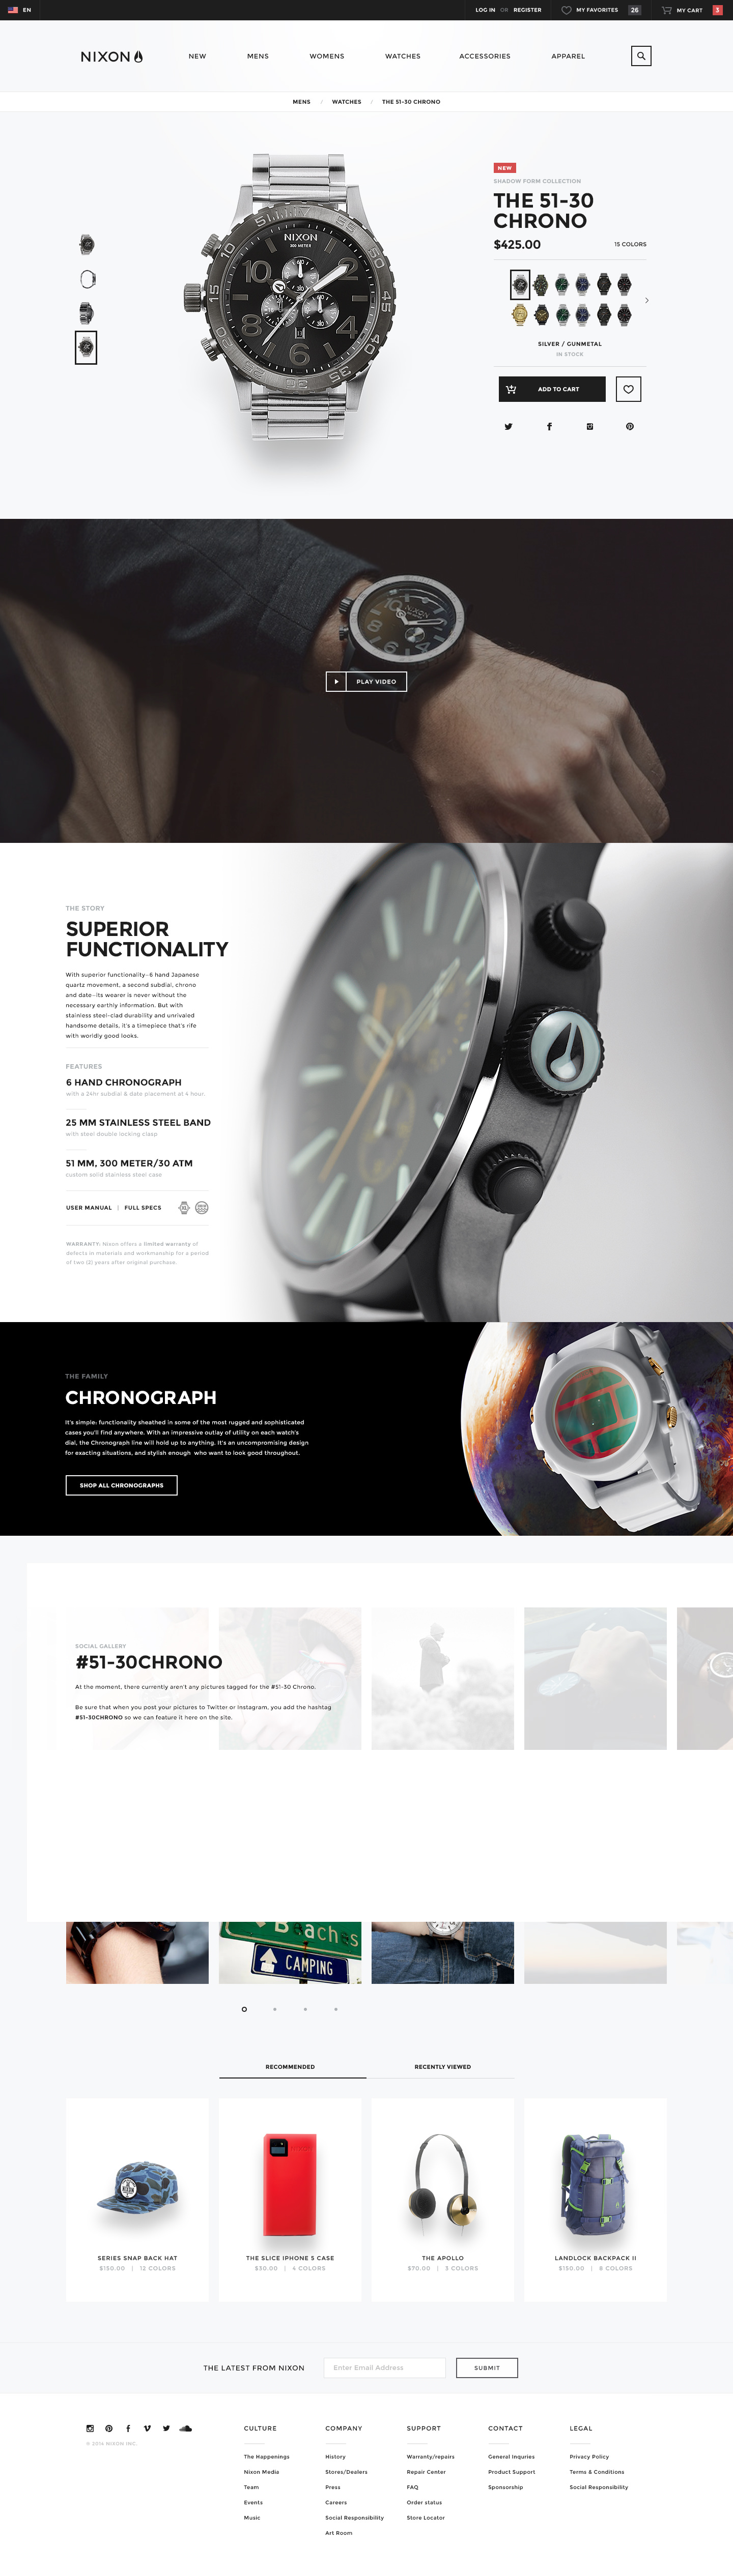 EN
LOG IN OR REGISTER
MY FAVORITES 26
MY CART 3
NIXON
NEW MENS WOMENS WATCHES ACCESSORIES APPAREL
MENS / WATCHES / THE 51-30 CHRONO
NIXON
300 METER
NEW
SHADOW FORM COLLECTION
THE 51-30
CHRONO
$425.00 15 COLORS
SILVER / GUNMETAL
IN STOCK
ADD TO CART
NIXON
PLAY VIDEO
THE STORY
SUPERIOR
FUNCTIONALITY
With superior functionality–6 hand Japanese
quartz movement, a second subdial, chrono
and date–its wearer is never without the
necessary earthly information. But with
stainless steel-clad durability and unrivaled
handsome details, it's a timepiece that's rife
with worldly good looks.
FEATURES
6 HAND CHRONOGRAPH
with a 24hr subdial & date placement at 4 hour.
25 MM STAINLESS STEEL BAND
with steel double locking clasp
51 MM, 300 METER/30 ATM
custom solid stainless steel case
USER MANUAL | FULL SPECS
WARRANTY: Nixon offers a limited warranty of
defects in materials and workmanship for a period
of two (2) years after original purchase.
THE FAMILY
CHRONOGRAPH
It's simple: functionality sheathed in some of the most rugged and sophisticated
cases you'll find anywhere. With an impressive outlay of utility on each watch's
dial, the Chronograph line will hold up to anything. It's an uncompromising design
for exacting situations, and stylish enough who want to look good throughout.
SHOP ALL CHRONOGRAPHS
SOCIAL GALLERY
#51-30CHRONO
At the moment, there currently aren't any pictures tagged for the #51-30 Chrono.
Be sure that when you post your pictures to Twitter or Instagram, you add the hashtag
#51-30CHRONO so we can feature it here on the site.
Beaches
CAMPING
RECOMMENDED RECENTLY VIEWED
SERIES SNAP BACK HAT
$150.00 | 12 COLORS
THE SLICE IPHONE 5 CASE
$50.00 | 4 COLORS
THE APOLLO
$70.00 | 3 COLORS
LANDLOCK BACKPACK II
$150.00 | 8 COLORS
THE LATEST FROM NIXON
Enter Email Address
SUBMIT
© 2014 NIXON INC.
CULTURE
The Happenings
Nixon Media
Team
Events
Music
COMPANY
History
Stores/Dealers
Press
Careers
Social Responsibility
Art Room
SUPPORT
Warranty/repairs
Repair Center
FAQ
Order status
Store Locator
CONTACT
General Inquries
Product Support
Sponsorship
LEGAL
Privacy Policy
Terms & Conditions
Social Responsibility